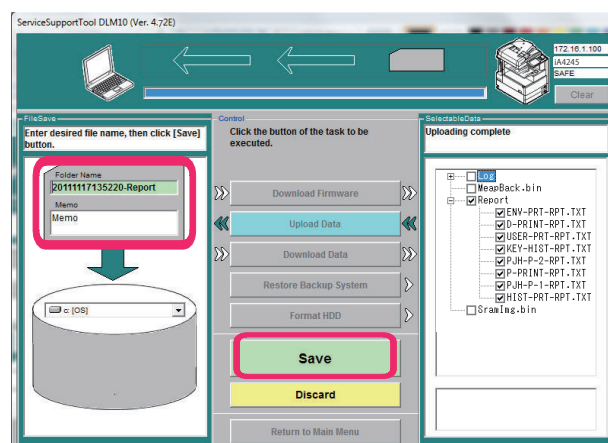 ServiceSupportTool DLM10 (Ver. 4.72E)
172.16.1.100
iA4245
SAFE
Clear
FileSave
Enter desired file name, then click [Save]
button.
Folder Name
20111117135220-Report
Memo
Memo
c: [OS]
Control
Click the button of the task to be
executed.
Download Firmware
Upload Data
Download Data
Restore Backup System
Format HDD
Save
Discard
Return to Main Menu
SelectableData
Uploading complete
Log
MeapBack.bin
Report
ENV-PRT-RPT.TXT
D-PRINT-RPT.TXT
USER-PRT-RPT.TXT
KEY-HIST-RPT.TXT
PJH-P-2-RPT.TXT
P-PRINT-RPT.TXT
PJH-P-1-RPT.TXT
HIST-PRT-RPT.TXT
SramImg.bin